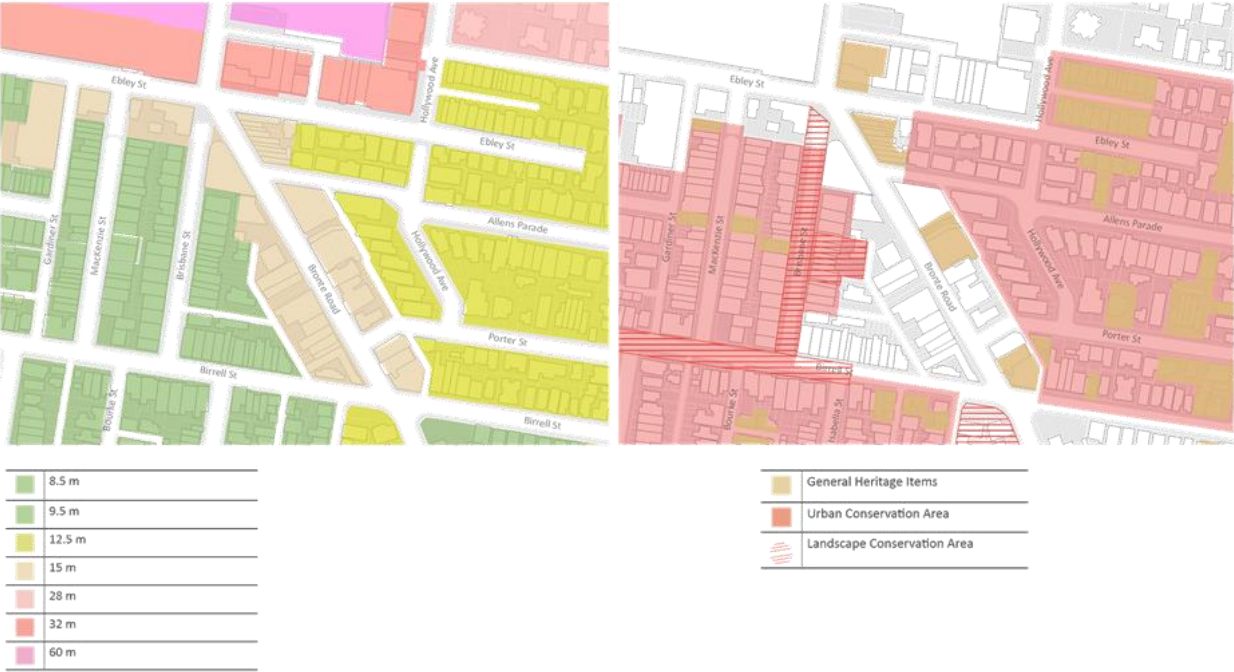 Ebley St
Hollywood Ave
Ebley St
Gardiner St
MacKenzie St
Brisbane St
Allens Parade
Hollywood Ave
Bronte Road
Porter St
Birrell St
Bourke St
Birrell St
Ebley St
Hollywood Ave
Ebley St
Gardiner St
MacKenzie St
Brisbane St
Allens Parade
Hollywood Ave
Bronte Road
Porter St
Birrell St
Bourke St
Isabella St
8.5 m
9.5 m
12.5 m
15 m
28 m
32 m
60 m
General Heritage Items
Urban Conservation Area
Landscape Conservation Area